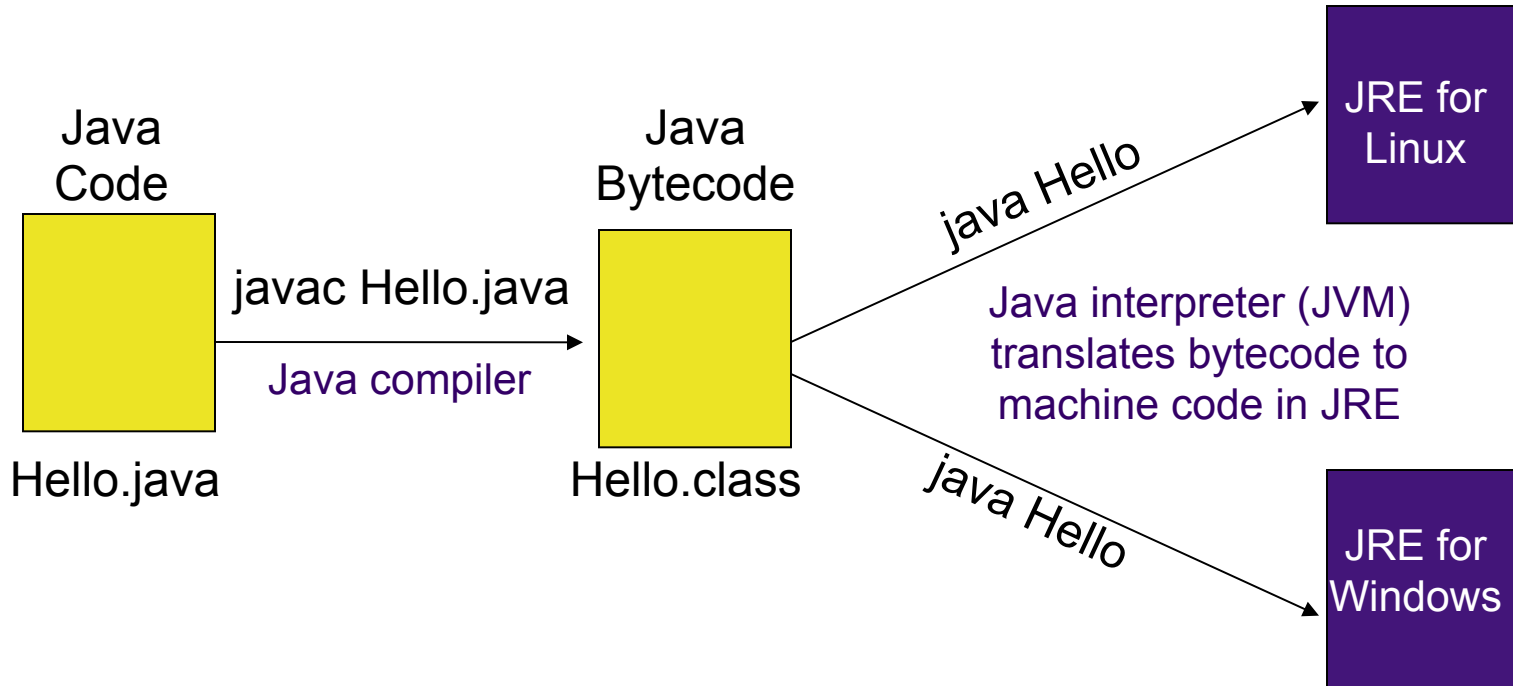 Java
Code
Hello.java
javac Hello.java
Java compiler
Java
Bytecode
Hello.class
java Hello
java Hello
Java interpreter (JVM)
translates bytecode to
machine code in JRE
JRE for
Linux
JRE for
Windows